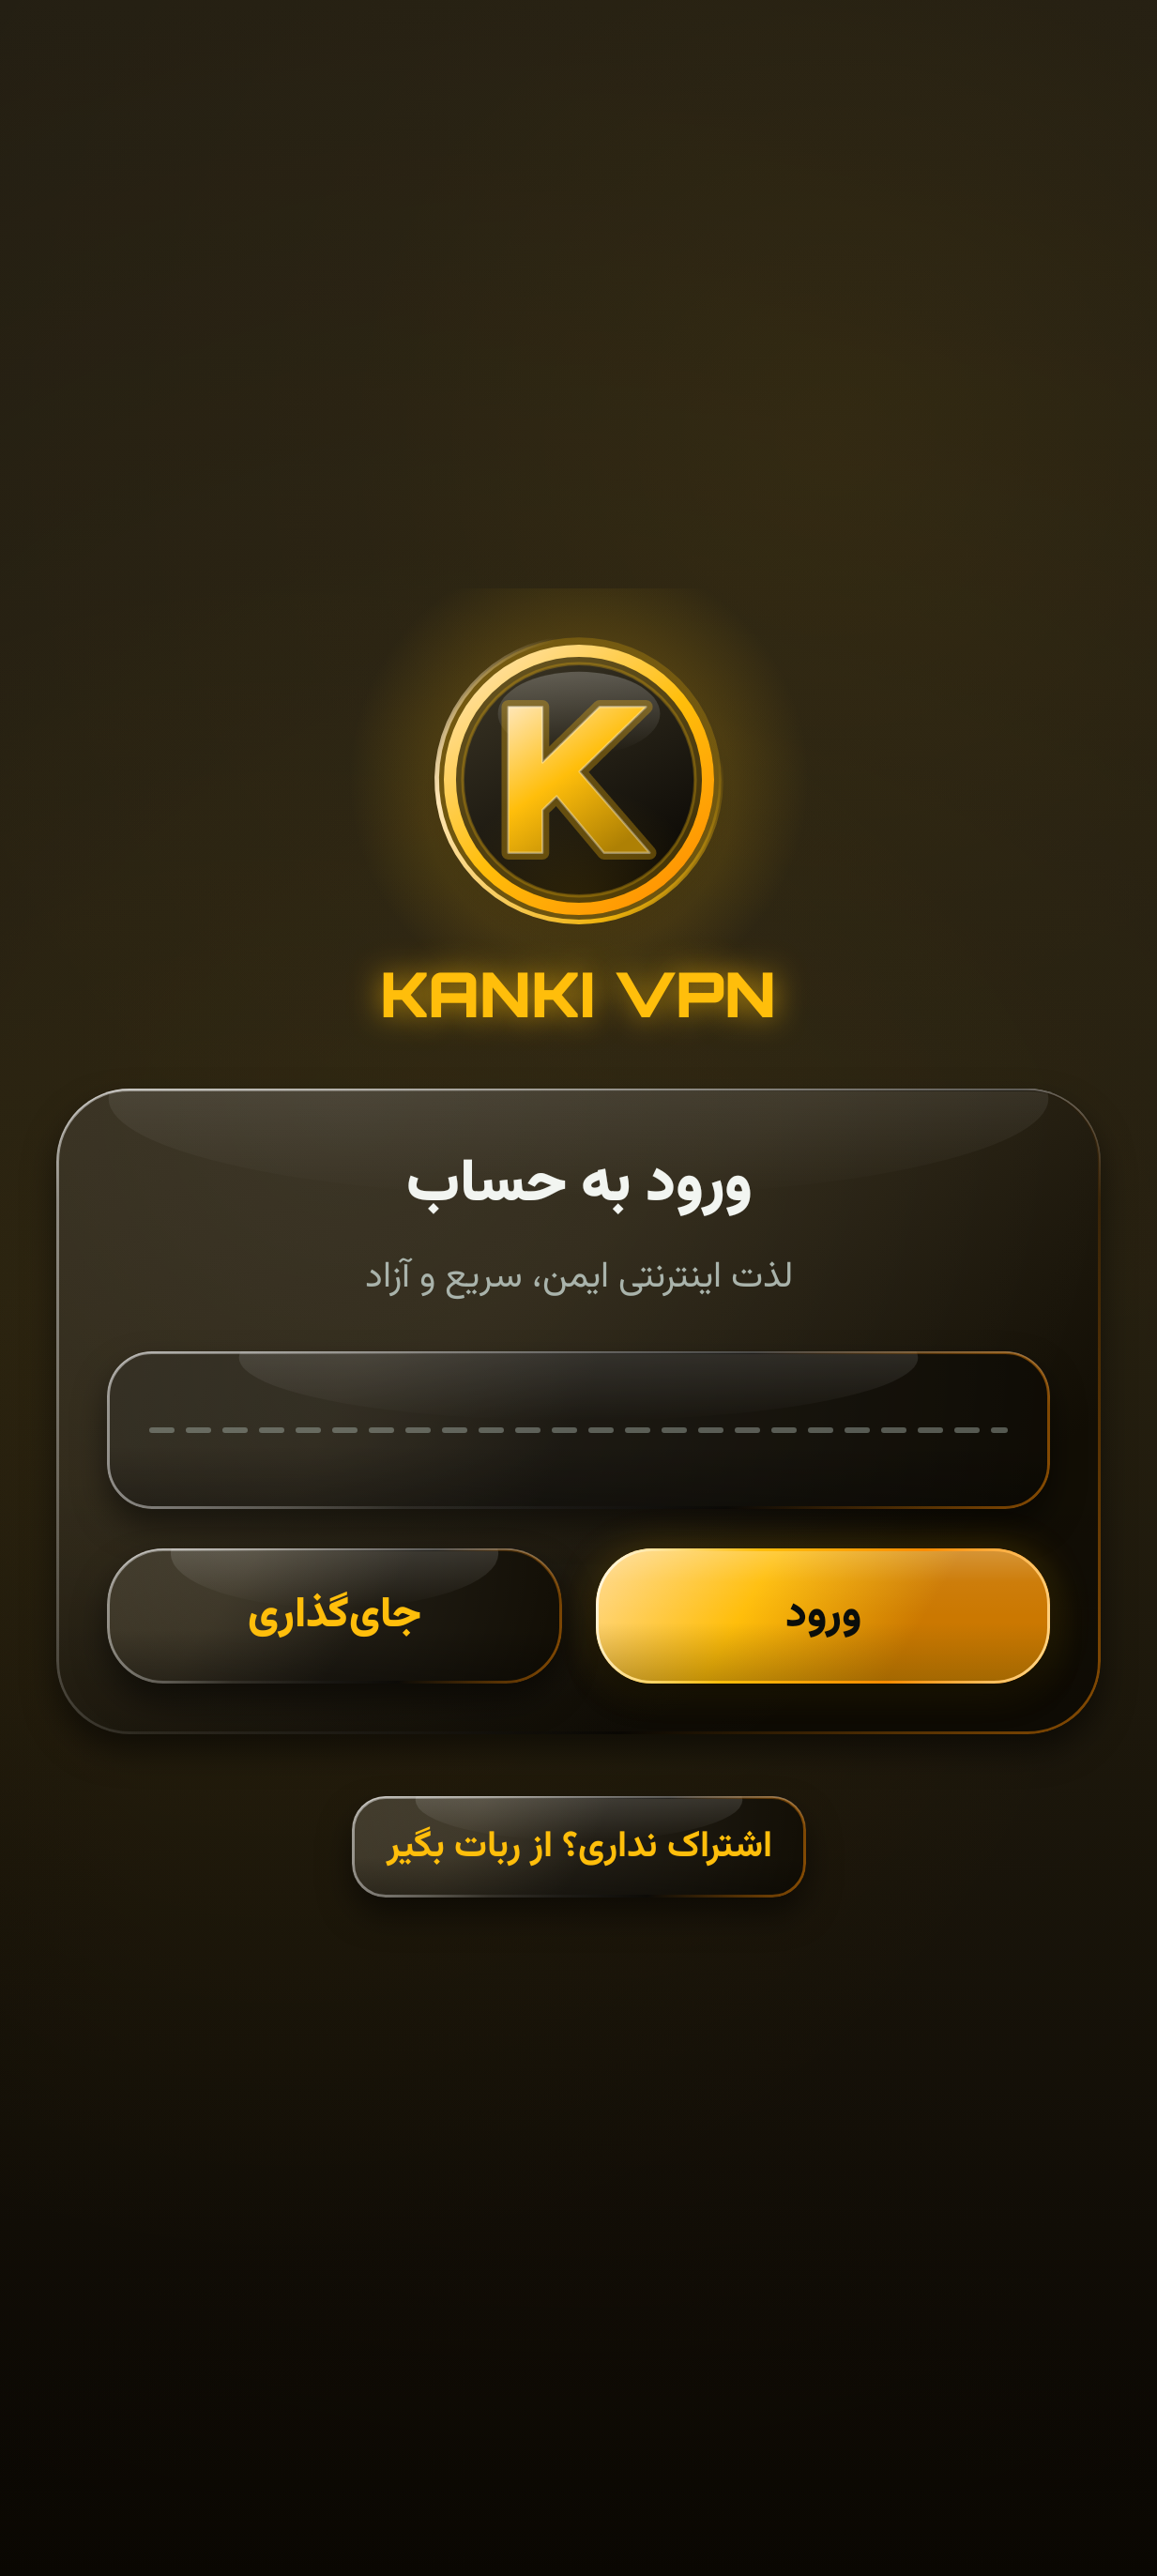 K
KANKI VPN
ورود به حساب
لذت اینترنتی ایمن، سریع و آزاد
ورود
جای‌گذاری
اشتراک نداری؟ از ربات بگیر